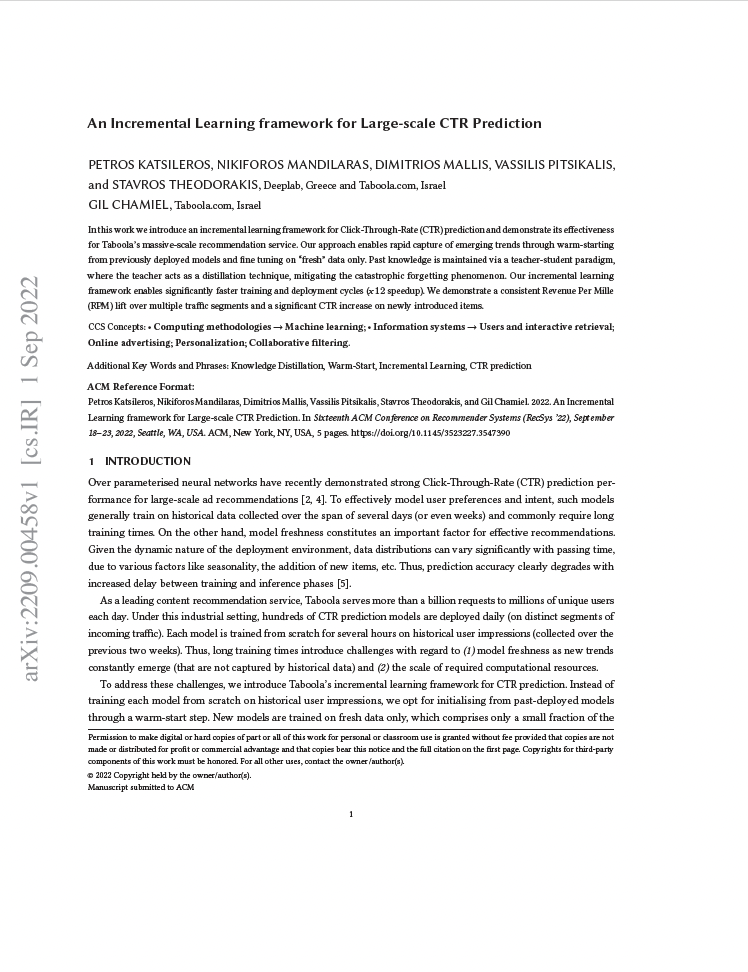 An Incremental Learning framework for Large-scale CTR Prediction
PETROS KATSILEROS, NIKIFOROS MANDILARAS, DIMITRIOS MALLIS, VASSILIS PITSIKALIS,
and STAVROS THEODORAKIS, Deeplab, Greece and Taboola.com, Israel
GIL CHAMIEL, Taboola.com, Israel
In this work we introduce an incremental learning framework for Click-Through-Rate (CTR) prediction and demonstrate its effectiveness
for Taboola's massive-scale recommendation service. Our approach enables rapid capture of emerging trends through warm-starting
from previously deployed models and fine tuning on "fresh" data only. Past knowledge is maintained via a teacher-student paradigm,
where the teacher acts as a distillation technique, mitigating the catastrophic forgetting phenomenon. Our incremental learning
framework enables significantly faster training and deployment cycles (x12 speedup). We demonstrate a consistent Revenue Per Mille
(RPM) lift over multiple traffic segments and a significant CTR increase on newly introduced items.
CCS Concepts: • Computing methodologies → Machine learning; • Information systems → Users and interactive retrieval;
Online advertising; Personalization; Collaborative filtering.
Additional Key Words and Phrases: Knowledge Distillation, Warm-Start, Incremental Learning, CTR prediction
ACM Reference Format:
Petros Katsileros, Nikiforos Mandilaras, Dimitrios Mallis, Vassilis Pitsikalis, Stavros Theodorakis, and Gil Chamiel. 2022. An Incremental
Learning framework for Large-scale CTR Prediction. In Sixteenth ACM Conference on Recommender Systems (RecSys '22), September
18–23, 2022, Seattle, WA, USA. ACM, New York, NY, USA, 5 pages. https://doi.org/10.1145/3523227.3547390
1 INTRODUCTION
Over parameterised neural networks have recently demonstrated strong Click-Through-Rate (CTR) prediction per-
formance for large-scale ad recommendations [2, 4]. To effectively model user preferences and intent, such models
generally train on historical data collected over the span of several days (or even weeks) and commonly require long
training times. On the other hand, model freshness constitutes an important factor for effective recommendations.
Given the dynamic nature of the deployment environment, data distributions can vary significantly with passing time,
due to various factors like seasonality, the addition of new items, etc. Thus, prediction accuracy clearly degrades with
increased delay between training and inference phases [5].
As a leading content recommendation service, Taboola serves more than a billion requests to millions of unique users
each day. Under this industrial setting, hundreds of CTR prediction models are deployed daily (on distinct segments of
incoming traffic). Each model is trained from scratch for several hours on historical user impressions (collected over the
previous two weeks). Thus, long training times introduce challenges with regard to (1) model freshness as new trends
constantly emerge (that are not captured by historical data) and (2) the scale of required computational resources.
To address these challenges, we introduce Taboola's incremental learning framework for CTR prediction. Instead of
training each model from scratch on historical user impressions, we opt for initialising from past-deployed models
through a warm-start step. New models are trained on fresh data only, which comprises only a small fraction of the
Permission to make digital or hard copies of part or all of this work for personal or classroom use is granted without fee provided that copies are not
made or distributed for profit or commercial advantage and that copies bear this notice and the full citation on the first page. Copyrights for third-party
components of this work must be honored. For all other uses, contact the owner/author(s).
© 2022 Copyright held by the owner/author(s).
Manuscript submitted to ACM
1
arXiv:2209.00458v1 [cs.IR] 1 Sep 2022